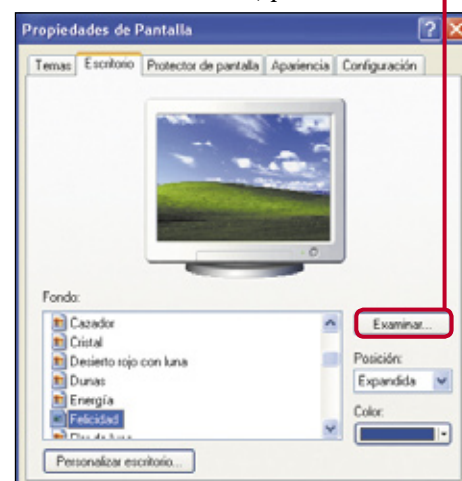 Propiedades de Pantalla
Temas Escritorio Protector de pantalla Apariencia Configuración
Fondo:
Cazador
Cristal
Desierto rojo con luna
Dunas
Energía
Felicidad
Examinar...
Posición:
Expandida
Color:
Personalizar escritorio...